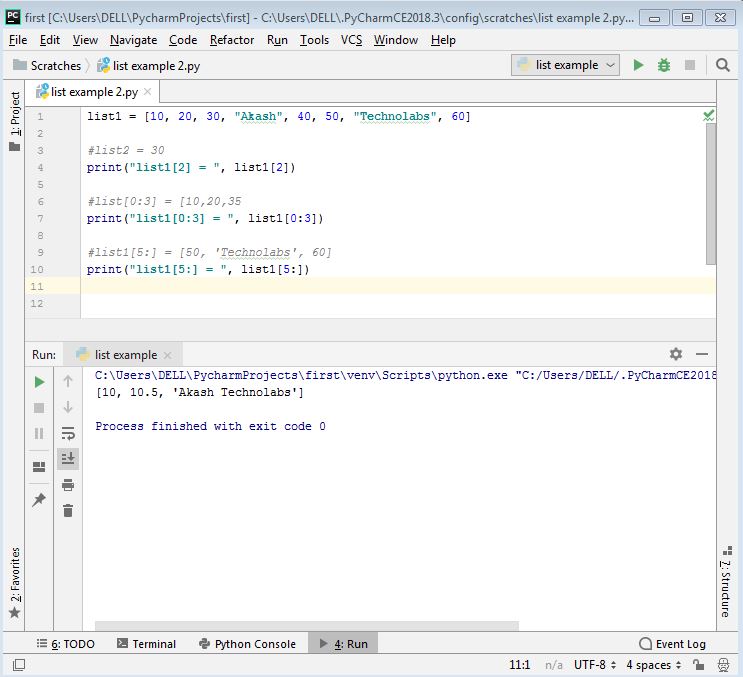 PC first [C:\Users\DELL\PycharmProjects\first] - C:\Users\DELL\.PyCharmCE2018.3\config\scratches\list example 2.py...
File Edit View Navigate Code Refactor Run Tools VCS Window Help
Scratches list example 2.py list example
1: Project
list example 2.py
1 list1 = [10, 20, 30, "Akash", 40, 50, "Technolabs", 60]
2
3 #list2 = 30
4 print("list1[2] = ", list1[2])
5
6 #list[0:3] = [10,20,35
7 print("list1[0:3] = ", list1[0:3])
8
9 #list1[5:] = [50, 'Technolabs', 60]
10 print("list1[5:] = ", list1[5:])
11
12
Run: list example
C:\Users\DELL\PycharmProjects\first\venv\Scripts\python.exe "C:/Users/DELL/.PyCharmCE2018
[10, 10.5, 'Akash Technolabs']
Process finished with exit code 0
2: Favorites
7: Structure
6: TODO Terminal Python Console 4: Run Event Log
11:1 n/a UTF-8 4 spaces